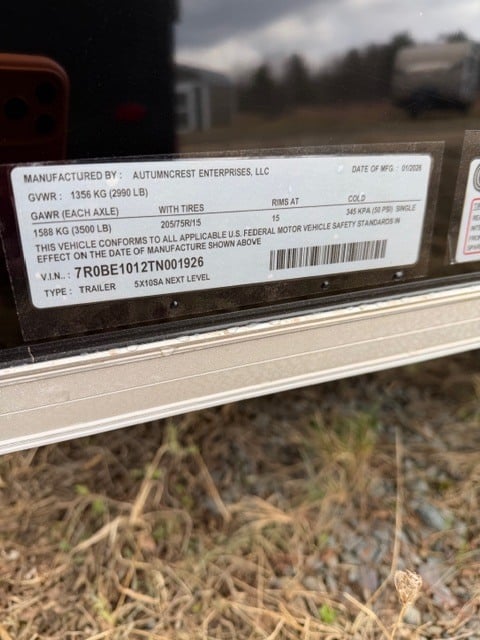 MANUFACTURED BY : AUTUMNCREST ENTERPRISES, LLC DATE OF MFG. : 01/2026
GVWR : 1356 KG (2990 LB)
GAWR (EACH AXLE) WITH TIRES RIMS AT COLD
1588 KG (3500 LB) 205/75R/15 15 345 KPA (50 PSI) SINGLE
THIS VEHICLE CONFORMS TO ALL APPLICABLE U.S. FEDERAL MOTOR VEHICLE SAFETY STANDARDS IN
EFFECT ON THE DATE OF MANUFACTURE SHOWN ABOVE
V.I.N. : 7R0BE1012TN001926
TYPE : TRAILER 5X10SA NEXT LEVEL